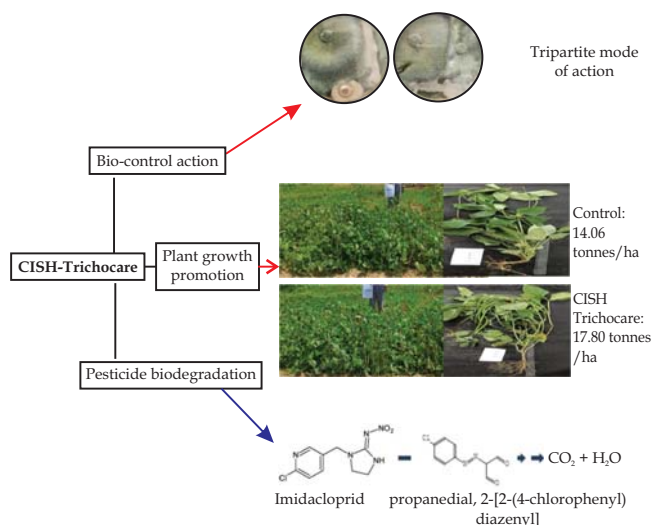 Tripartite mode
of action
Bio-control action
Control:
14.06
tonnes/ha
CISH-Trichocare
Plant growth
promotion
CISH
Trichocare:
17.80 tonnes
/ha
Pesticide biodegradation
N
NO₂
N
N
NH
Cl
Cl
O
O
CO₂ + H₂O
Imidacloprid
propanedial, 2-[2-(4-chlorophenyl)
diazenyl]